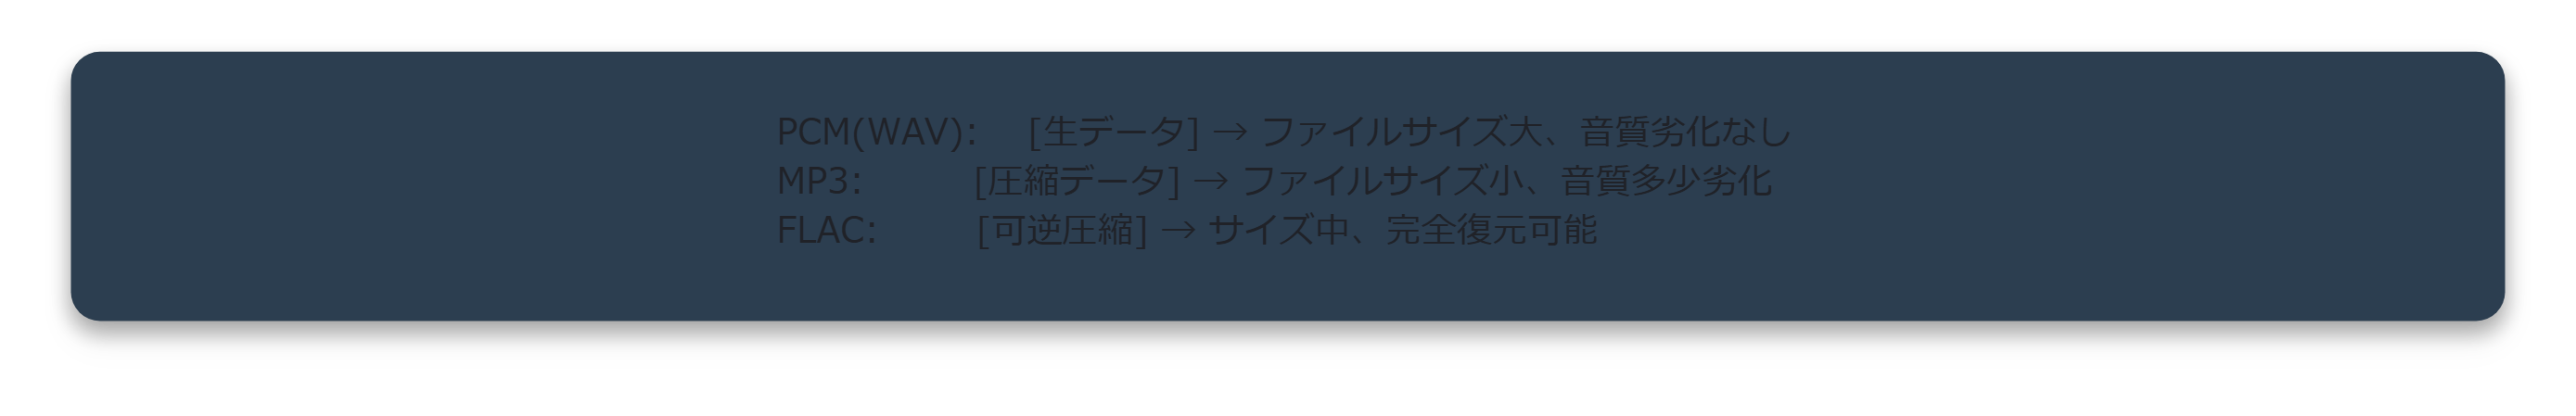 PCM(WAV): [生データ] → ファイルサイズ大、音質劣化なし
MP3: [圧縮データ] → ファイルサイズ小、音質多少劣化
FLAC: [可逆圧縮] → サイズ中、完全復元可能